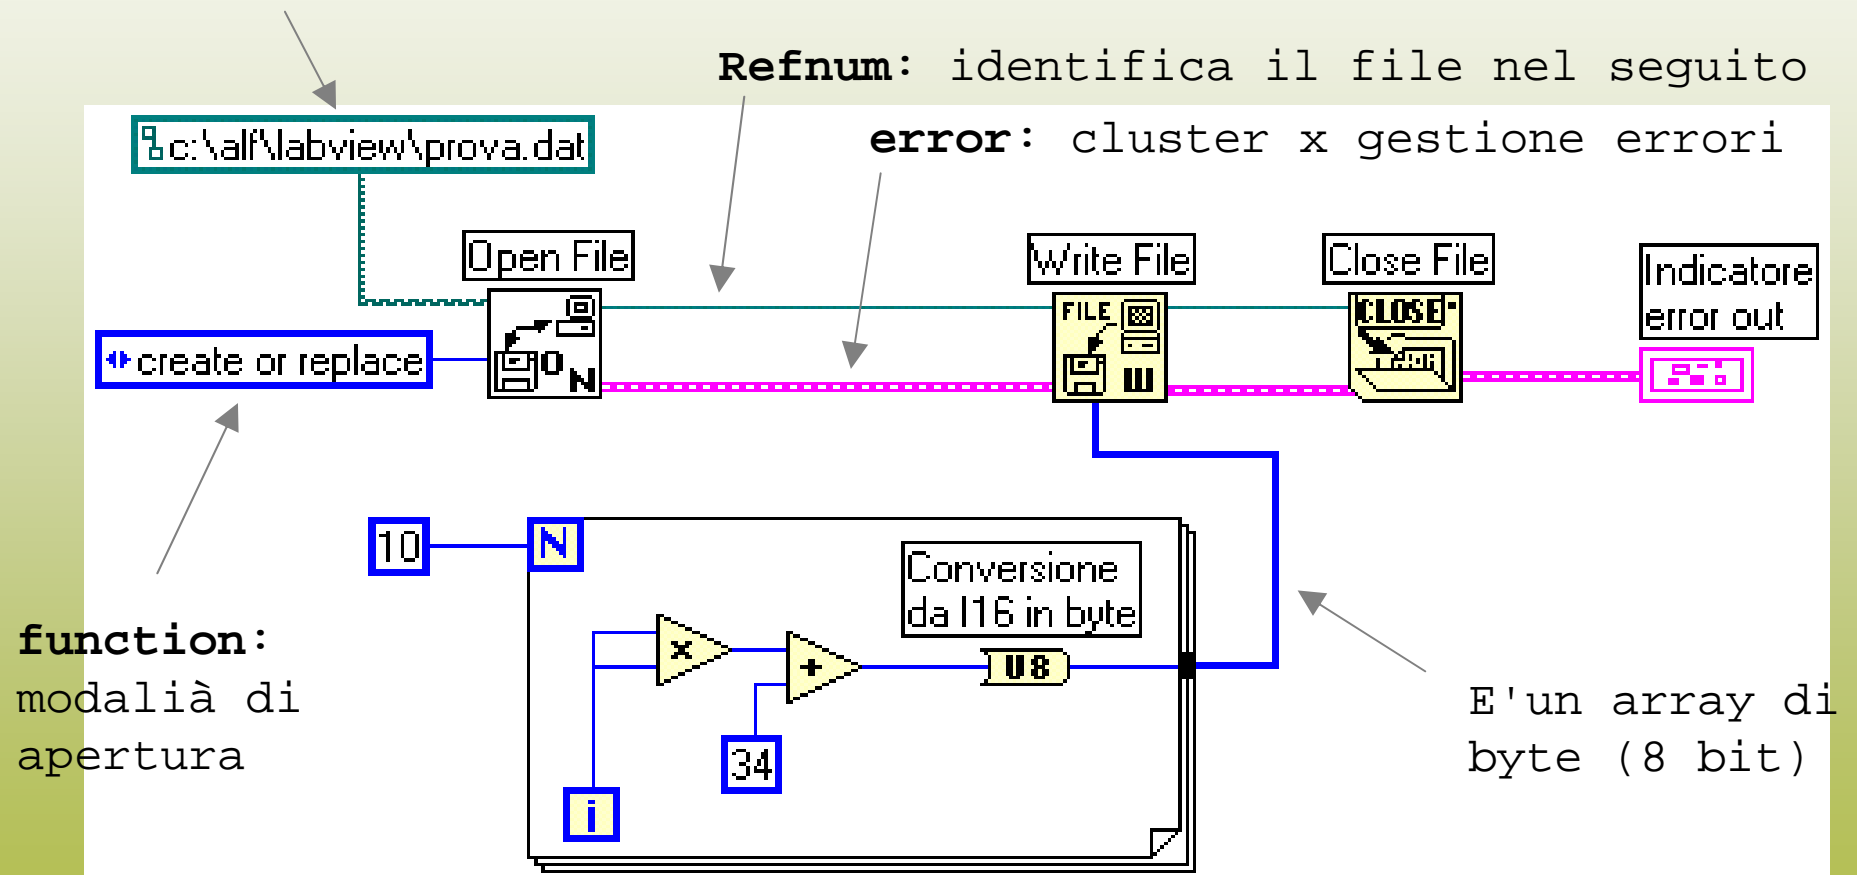 Refnum: identifica il file nel seguito
c:\alf\labview\prova.dat
error: cluster x gestione errori
Open File
Write File
Close File
Indicatore
error out
FILE
CLOSE
create or replace
O
N
W
10
N
Conversione
da I16 in byte
function:
modalià di
apertura
x
+
U8
E'un array di
byte (8 bit)
34
i